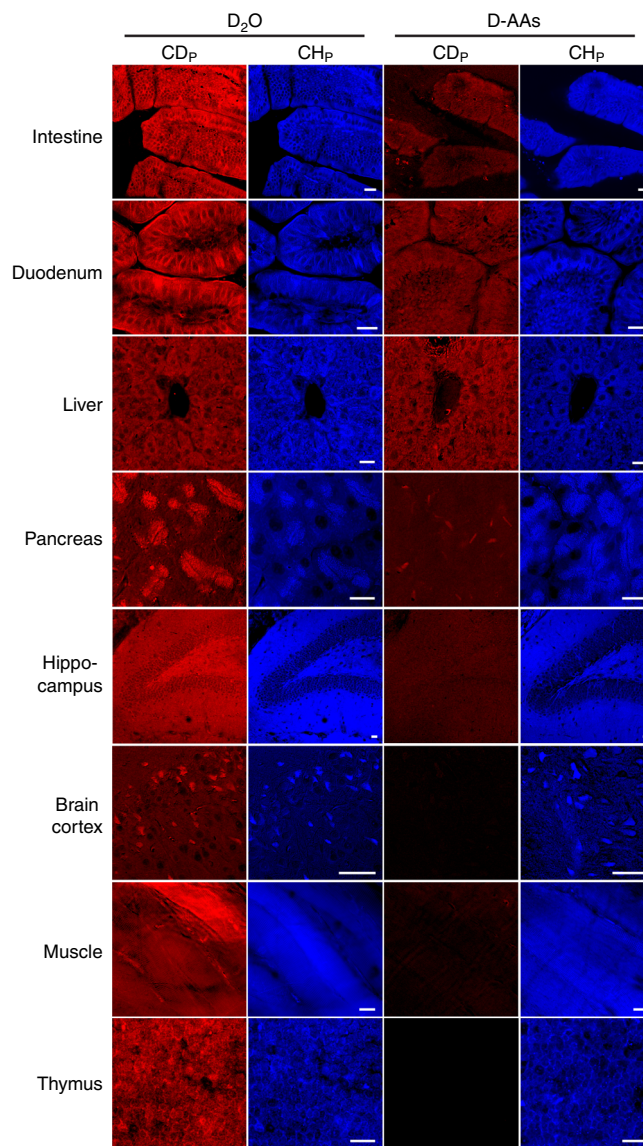 D₂O D-AAs
CDP CHP CDP CHP
Intestine
Duodenum
Liver
Pancreas
Hippo-
campus
Brain
cortex
Muscle
Thymus